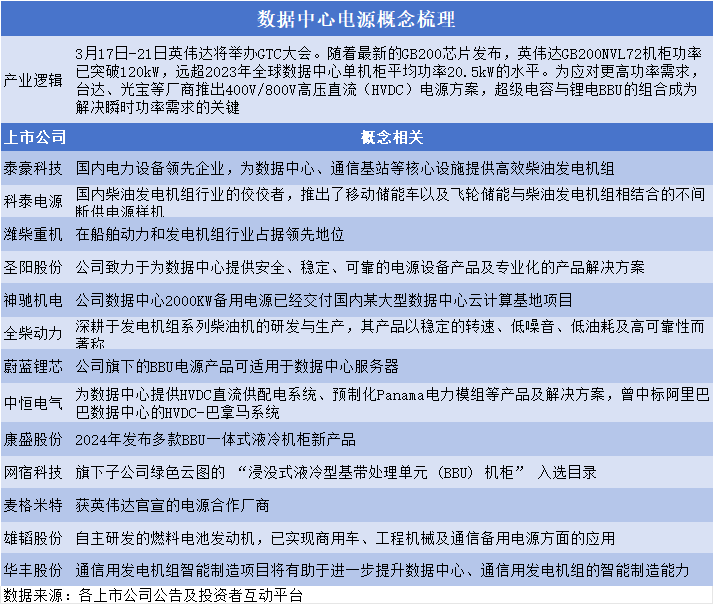 数据中心电源概念梳理
产业逻辑
3月17日-21日英伟达将举办GTC大会。随着最新的GB200芯片发布，英伟达GB200NVL72机柜功率
已突破120kW，远超2023年全球数据中心单机柜平均功率20.5kW的水平。为应对更高功率需求，
台达、光宝等厂商推出400V/800V高压直流（HVDC）电源方案，超级电容与锂电BBU的组合成为
解决瞬时功率需求的关键
上市公司 概念相关
泰豪科技 国内电力设备领先企业，为数据中心、通信基站等核心设施提供高效柴油发电机组
科泰电源 国内柴油发电机组行业的佼佼者，推出了移动储能车以及飞轮储能与柴油发电机组相结合的不间
断供电源样机
潍柴重机 在船舶动力和发电机组行业占据领先地位
圣阳股份 公司致力于为数据中心提供安全、稳定、可靠的电源设备产品及专业化的产品解决方案
神驰机电 公司数据中心2000KW备用电源已经交付国内某大型数据中心云计算基地项目
全柴动力 深耕于发电机组系列柴油机的研发与生产，其产品以稳定的转速、低噪音、低油耗及高可靠性而
著称
蔚蓝锂芯 公司旗下的BBU电源产品可适用于数据中心服务器
中恒电气 为数据中心提供HVDC直流供配电系统、预制化Panama电力模组等产品及解决方案，曾中标阿里巴
巴数据中心的HVDC-巴拿马系统
康盛股份 2024年发布多款BBU一体式液冷机柜新产品
网宿科技 旗下子公司绿色云图的 “浸没式液冷型基带处理单元 (BBU) 机柜” 入选目录
麦格米特 获英伟达官宣的电源合作厂商
雄韬股份 自主研发的燃料电池发动机，已实现商用车、工程机械及通信备用电源方面的应用
华丰股份 通信用发电机组智能制造项目将有助于进一步提升数据中心、通信用发电机组的智能制造能力
数据来源：各上市公司公告及投资者互动平台